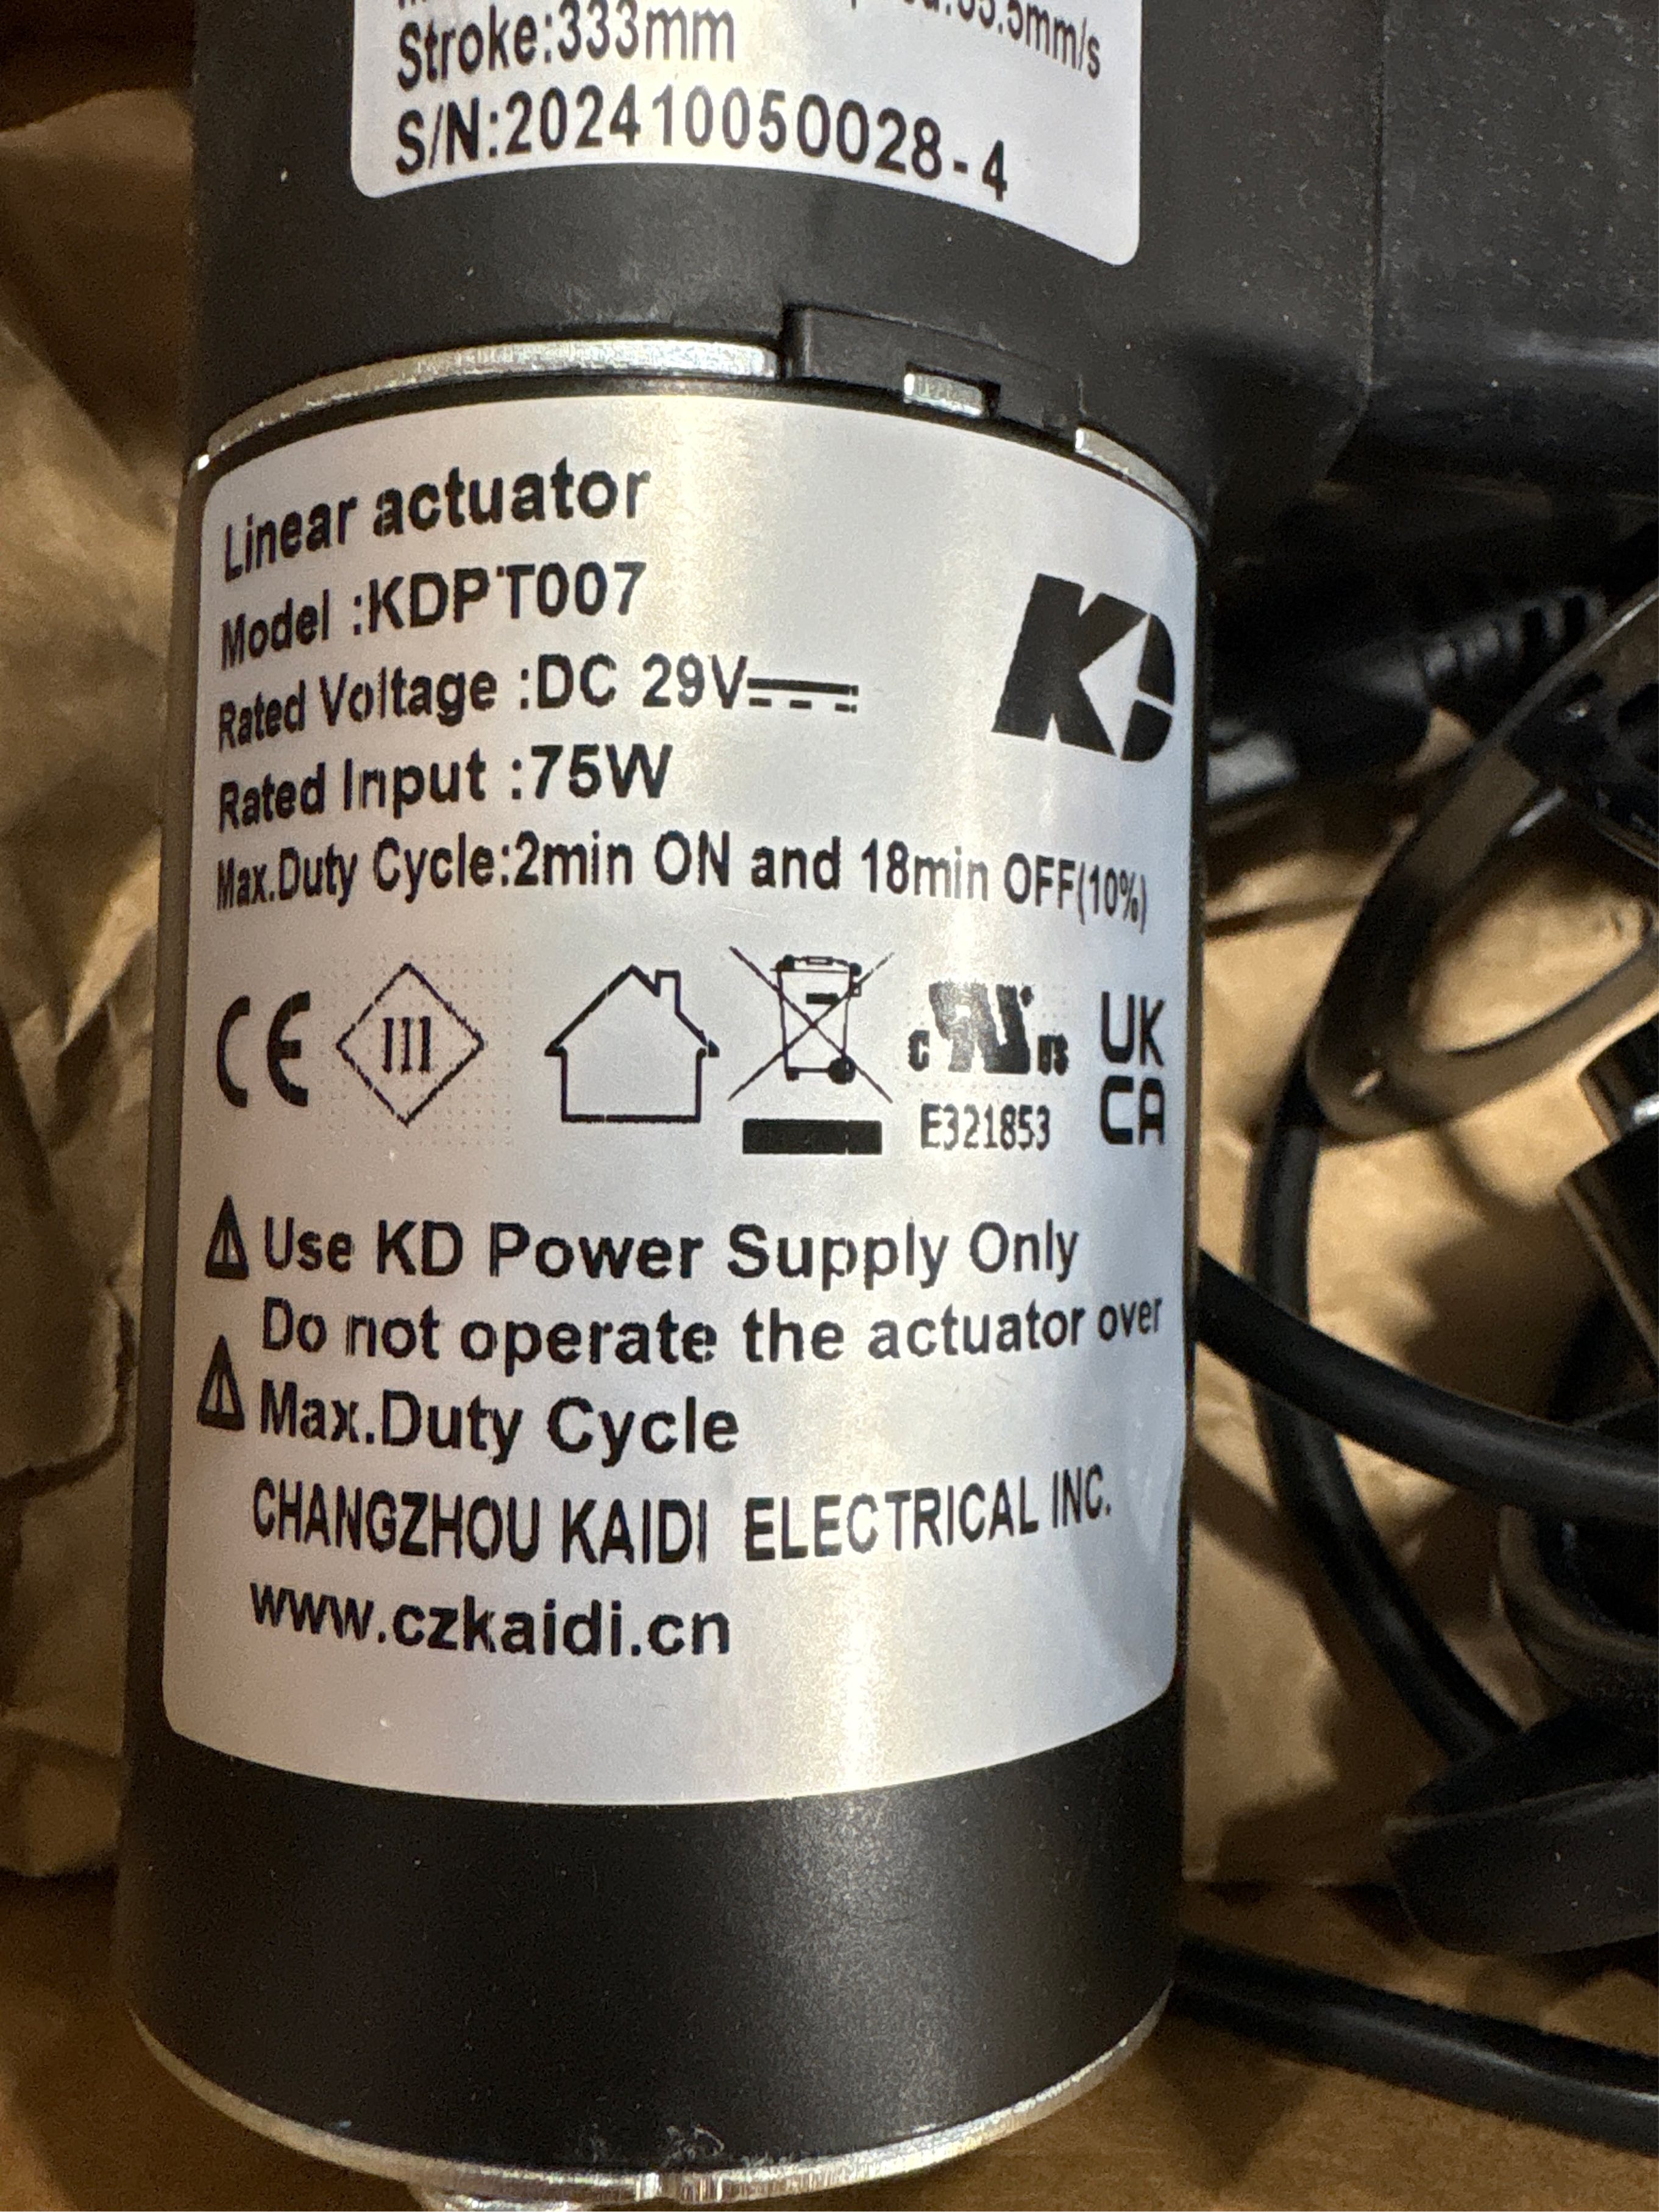 Stroke:333mm
S/N:202410050028-4
Linear actuator
Model :KDPT007
Rated Voltage :DC 29V
Rated Input :75W
Max.Duty Cycle:2min ON and 18min OFF(10%)
KD
CE III c RU us UK CA
E321853
Use KD Power Supply Only
Do not operate the actuator over
Max.Duty Cycle
CHANGZHOU KAIDI ELECTRICAL INC.
www.czkaidi.cn